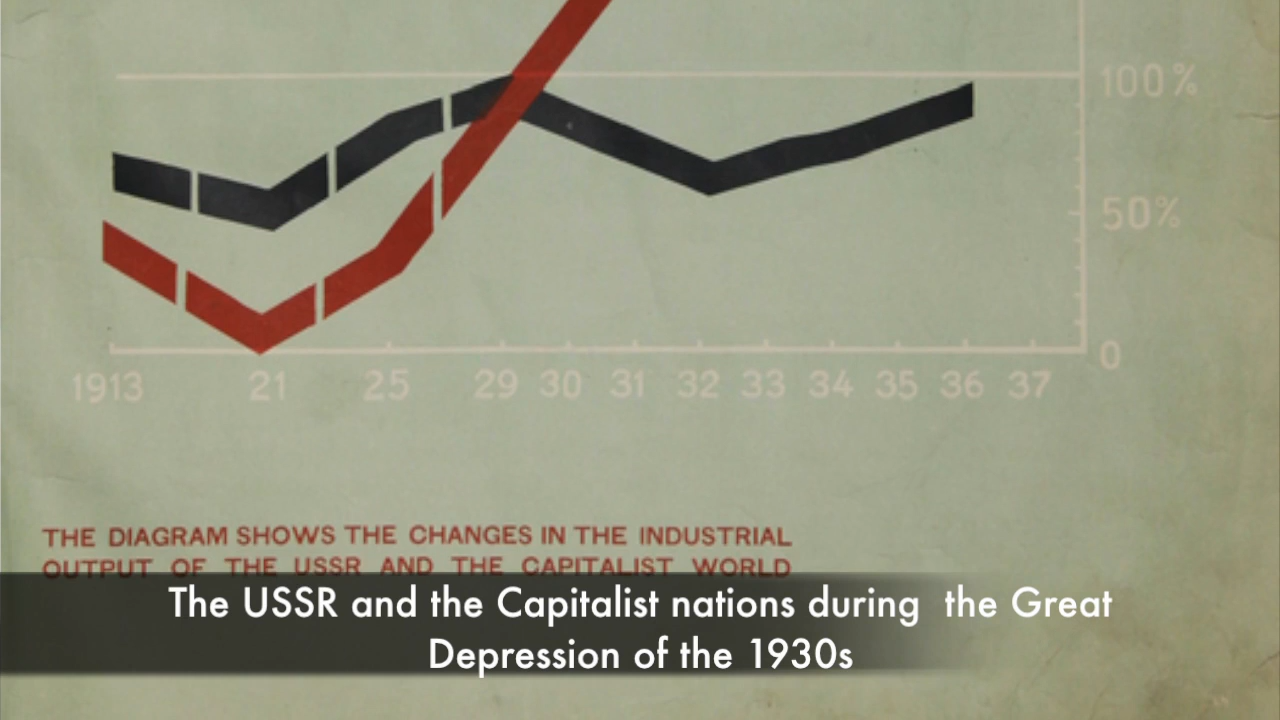 100%
50%
0
1913 21 25 29 30 31 32 33 34 35 36 37
THE DIAGRAM SHOWS THE CHANGES IN THE INDUSTRIAL
OUTPUT OF THE USSR AND THE CAPITALIST WORLD
The USSR and the Capitalist nations during the Great
Depression of the 1930s